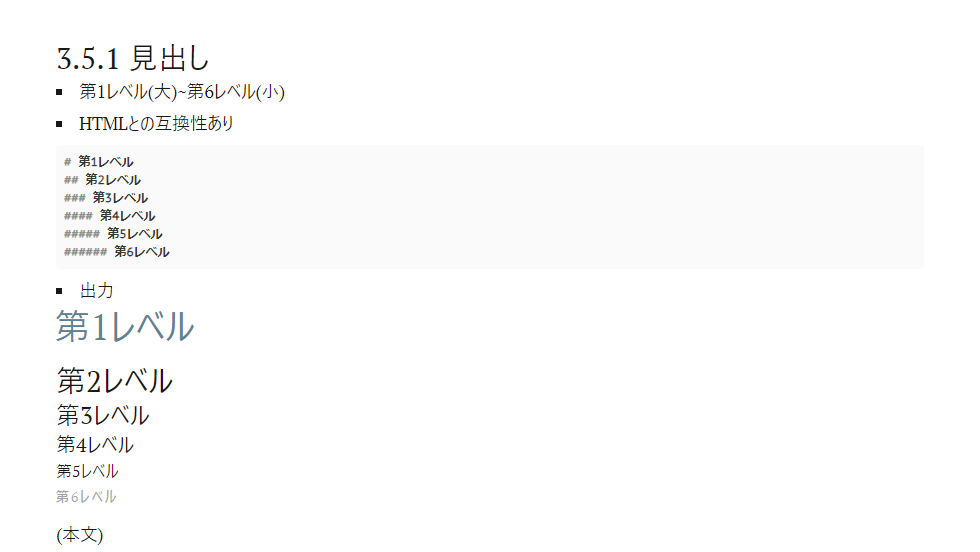 3.5.1 見出し
第1レベル(大)~第6レベル(小)
HTMLとの互換性あり
# 第1レベル
## 第2レベル
### 第3レベル
#### 第4レベル
##### 第5レベル
###### 第6レベル
出力
第1レベル
第2レベル
第3レベル
第4レベル
第5レベル
第6レベル
(本文)